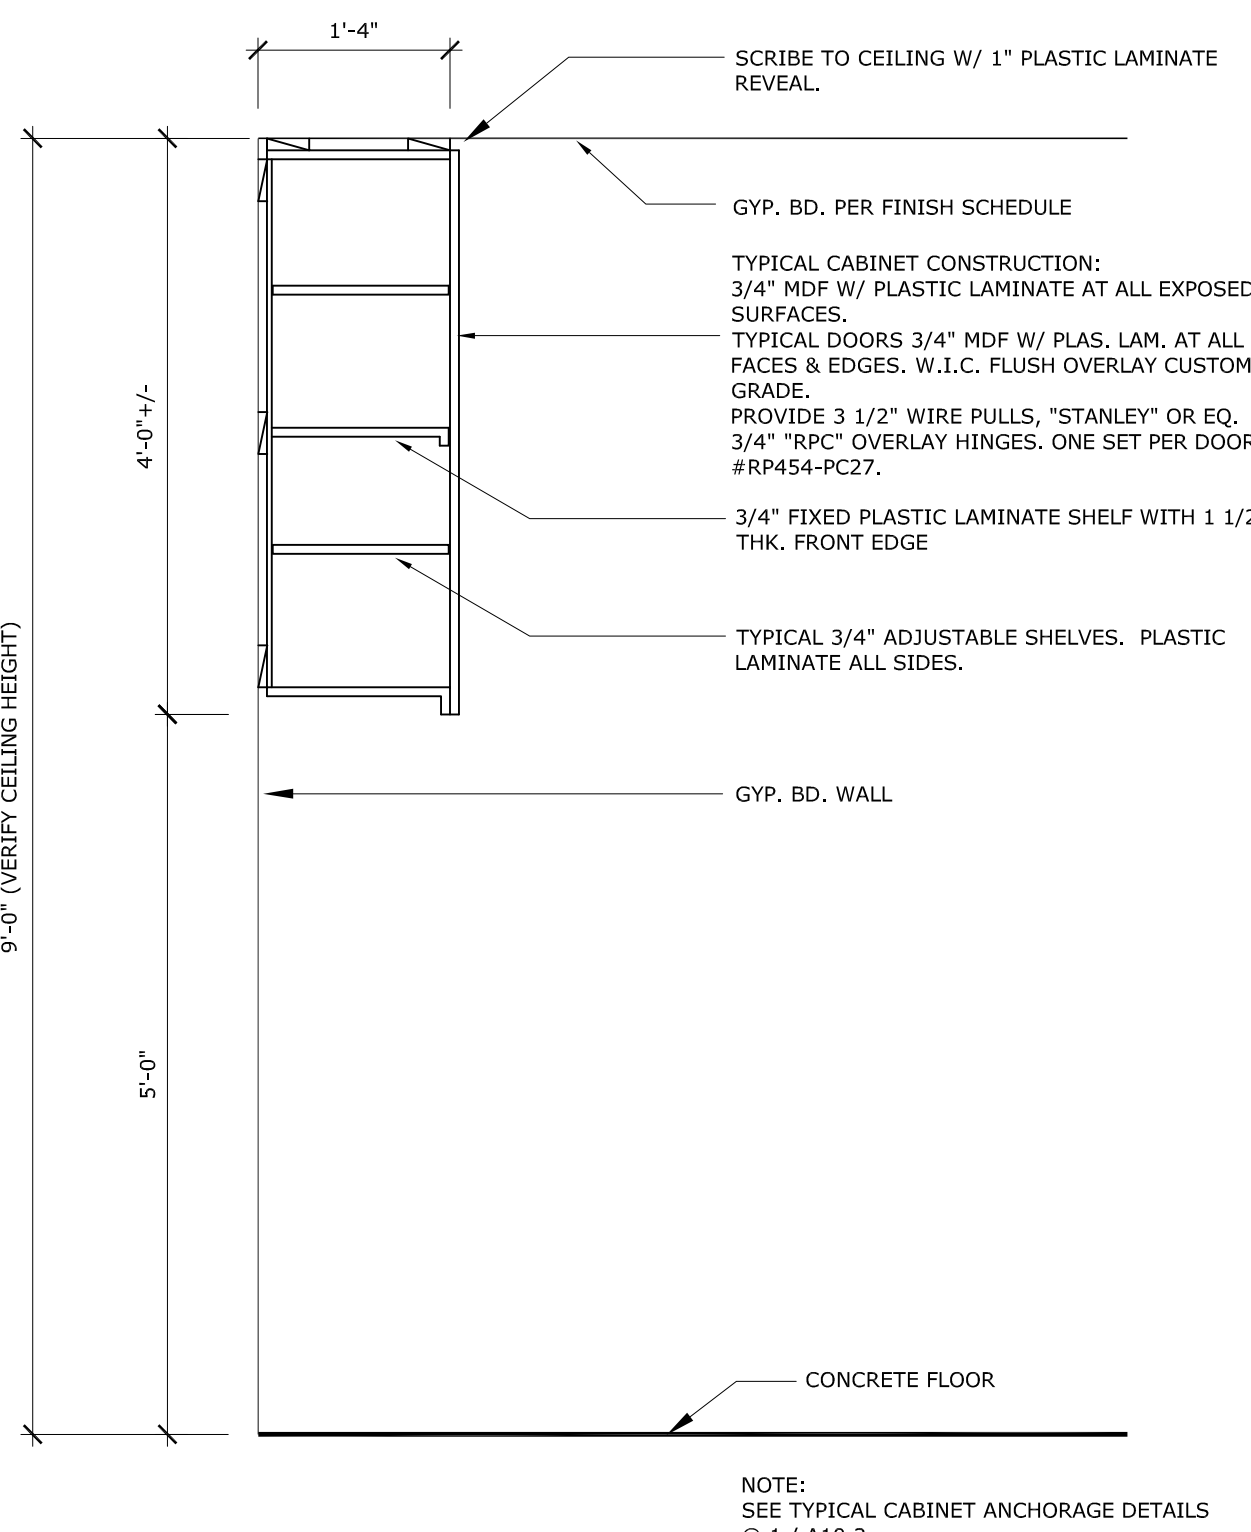 1'-4"
SCRIBE TO CEILING W/ 1" PLASTIC LAMINATE
REVEAL.
GYP. BD. PER FINISH SCHEDULE
TYPICAL CABINET CONSTRUCTION:
3/4" MDF W/ PLASTIC LAMINATE AT ALL EXPOSED
SURFACES.
TYPICAL DOORS 3/4" MDF W/ PLAS. LAM. AT ALL
FACES & EDGES. W.I.C. FLUSH OVERLAY CUSTOM
GRADE.
PROVIDE 3 1/2" WIRE PULLS, "STANLEY" OR EQ.
3/4" "RPC" OVERLAY HINGES. ONE SET PER DOOR
#RP454-PC27.
4'-0"+/-
3/4" FIXED PLASTIC LAMINATE SHELF WITH 1 1/2
THK. FRONT EDGE
TYPICAL 3/4" ADJUSTABLE SHELVES. PLASTIC
LAMINATE ALL SIDES.
9'-0" (VERIFY CEILING HEIGHT)
GYP. BD. WALL
5'-0"
CONCRETE FLOOR
NOTE:
SEE TYPICAL CABINET ANCHORAGE DETAILS